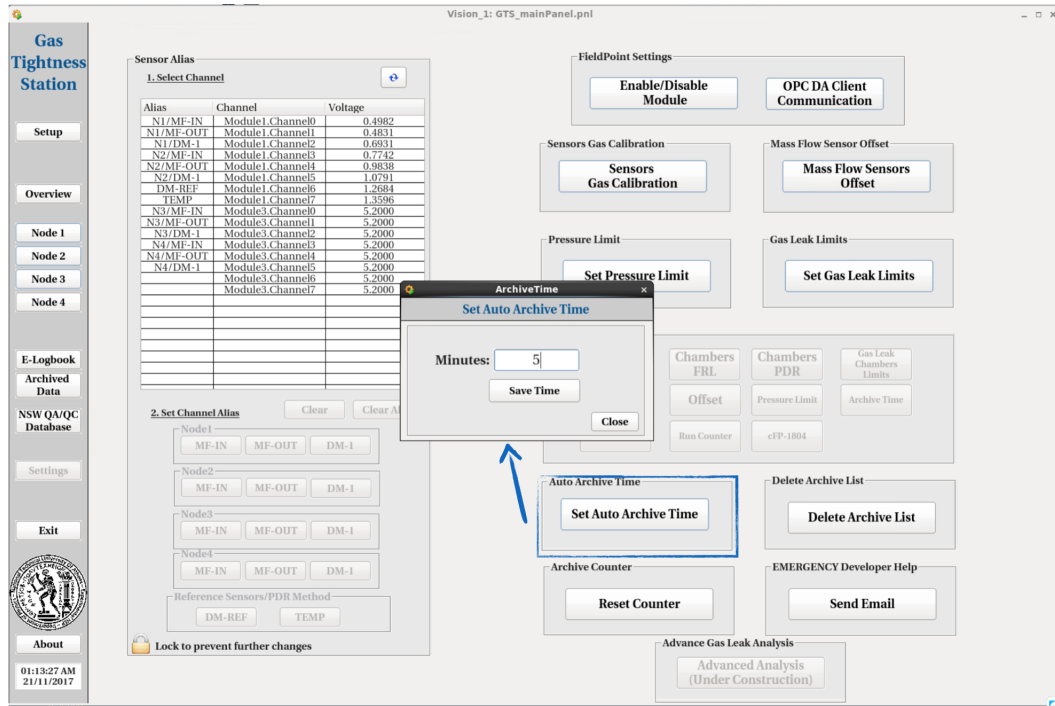 Vision_1: GTS_mainPanel.pnl
Gas
Tightness
Station
Setup
Overview
Node 1
Node 2
Node 3
Node 4
E-Logbook
Archived
Data
NSW QA/QC
Database
Settings
Exit
About
01:13:27 AM
21/11/2017
Sensor Alias
1. Select Channel
Alias Channel Voltage
N1/MF-IN Module1.Channel0 0.4982
N1/MF-OUT Module1.Channel1 0.4831
N1/DM-1 Module1.Channel2 0.6931
N2/MF-IN Module1.Channel3 0.7742
N2/MF-OUT Module1.Channel4 0.9838
N2/DM-1 Module1.Channel5 1.0791
DM-REF Module1.Channel6 1.2684
TEMP Module1.Channel7 1.3596
N3/MF-IN Module3.Channel0 5.2000
N3/MF-OUT Module3.Channel1 5.2000
N3/DM-1 Module3.Channel2 5.2000
N4/MF-IN Module3.Channel3 5.2000
N4/MF-OUT Module3.Channel4 5.2000
N4/DM-1 Module3.Channel5 5.2000
Module3.Channel6 5.2000
Module3.Channel7 5.2000
2. Set Channel Alias Clear Clear Al
Node1
MF-IN MF-OUT DM-1
Node2
MF-IN MF-OUT DM-1
Node3
MF-IN MF-OUT DM-1
Node4
MF-IN MF-OUT DM-1
Reference Sensors/PDR Method
DM-REF TEMP
Lock to prevent further changes
FieldPoint Settings
Enable/Disable
Module
OPC DA Client
Communication
Sensors Gas Calibration
Sensors
Gas Calibration
Mass Flow Sensor Offset
Mass Flow Sensors
Offset
Pressure Limit
Set Pressure Limit
Gas Leak Limits
Set Gas Leak Limits
ArchiveTime
Set Auto Archive Time
Minutes: 5
Save Time
Close
Chambers
FRL
Chambers
PDR
Gas Leak
Chambers
Limits
Offset
Pressure Limit
Archive Time
Run Counter
cFP-1804
Auto Archive Time
Set Auto Archive Time
Delete Archive List
Delete Archive List
Archive Counter
Reset Counter
EMERGENCY Developer Help
Send Email
Advance Gas Leak Analysis
Advanced Analysis
(Under Construction)